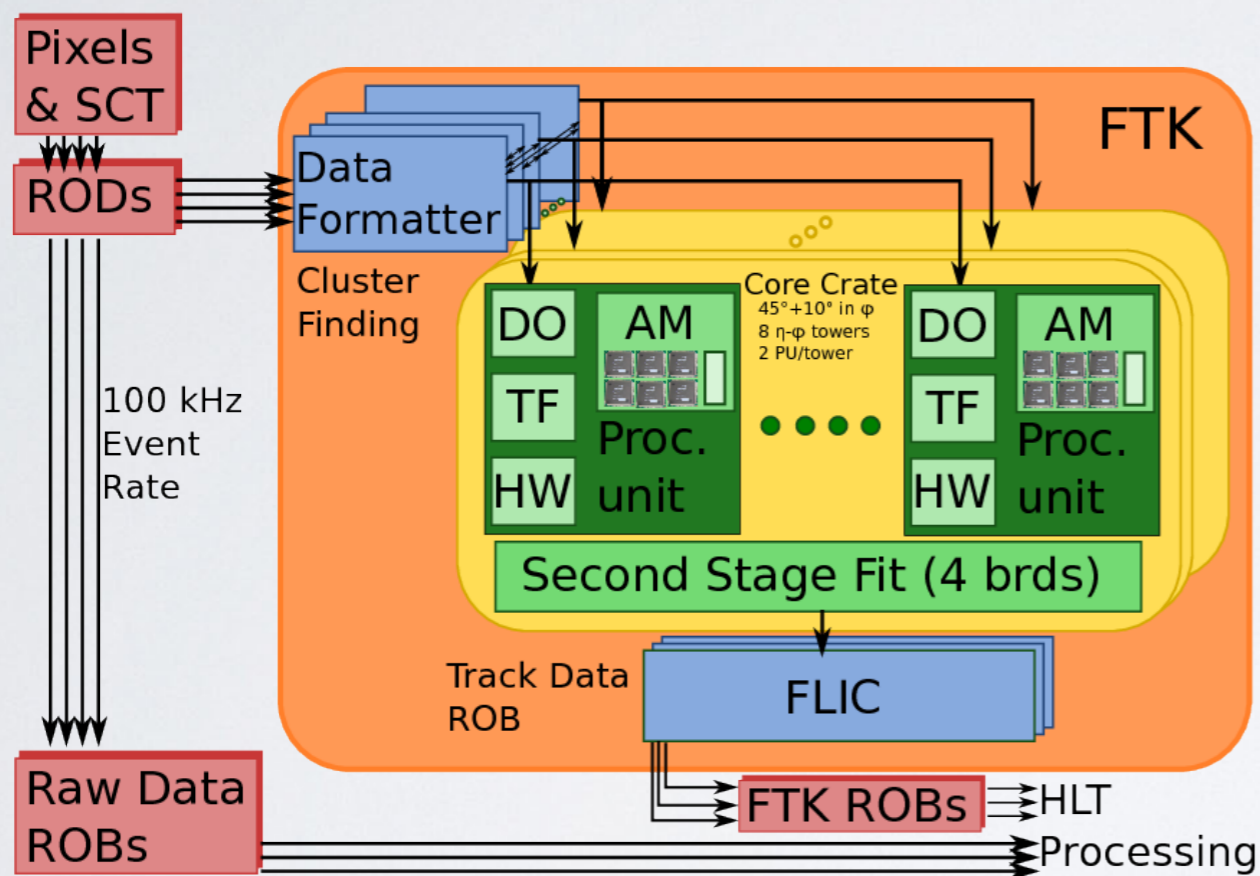 Pixels
& SCT
RODs
FTK
Data
Formatter
Cluster
Finding
100 kHz
Event
Rate
Core Crate
45°+10° in φ
8 η-φ towers
2 PU/tower
DO
TF
HW
AM
Proc.
unit
DO
TF
HW
AM
Proc.
unit
Second Stage Fit (4 brds)
Track Data
ROB
FLIC
Raw Data
ROBs
FTK ROBs
HLT
Processing